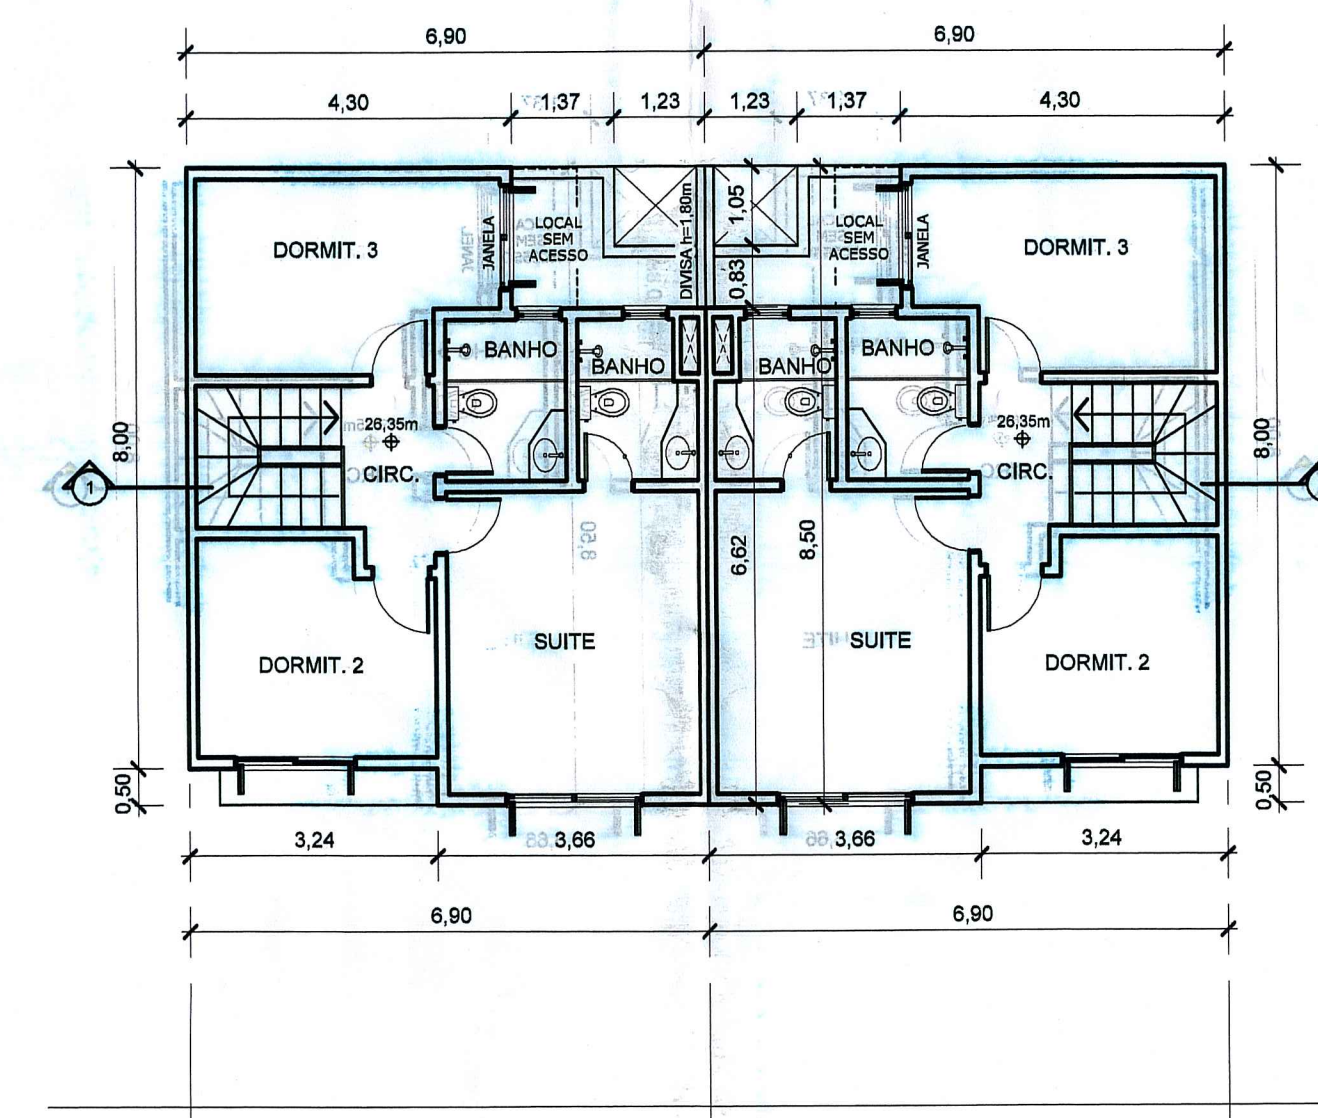 6,90 6,90
4,30 1,37 1,23 1,23 1,37 4,30
DORMIT. 3
JANELA
LOCAL
SEM
ACESSO
DIVISA h=1,80m
1,05
0,83
LOCAL
SEM
ACESSO
JANELA
DORMIT. 3
BANHO
BANHO
BANHO
BANHO
8,00
26,35m
CIRC.
26,35m
CIRC.
8,00
1
6,62
8,50
DORMIT. 2
SUITE
SUITE
DORMIT. 2
0,50
0,50
3,24 3,66 3,66 3,24
6,90 6,90